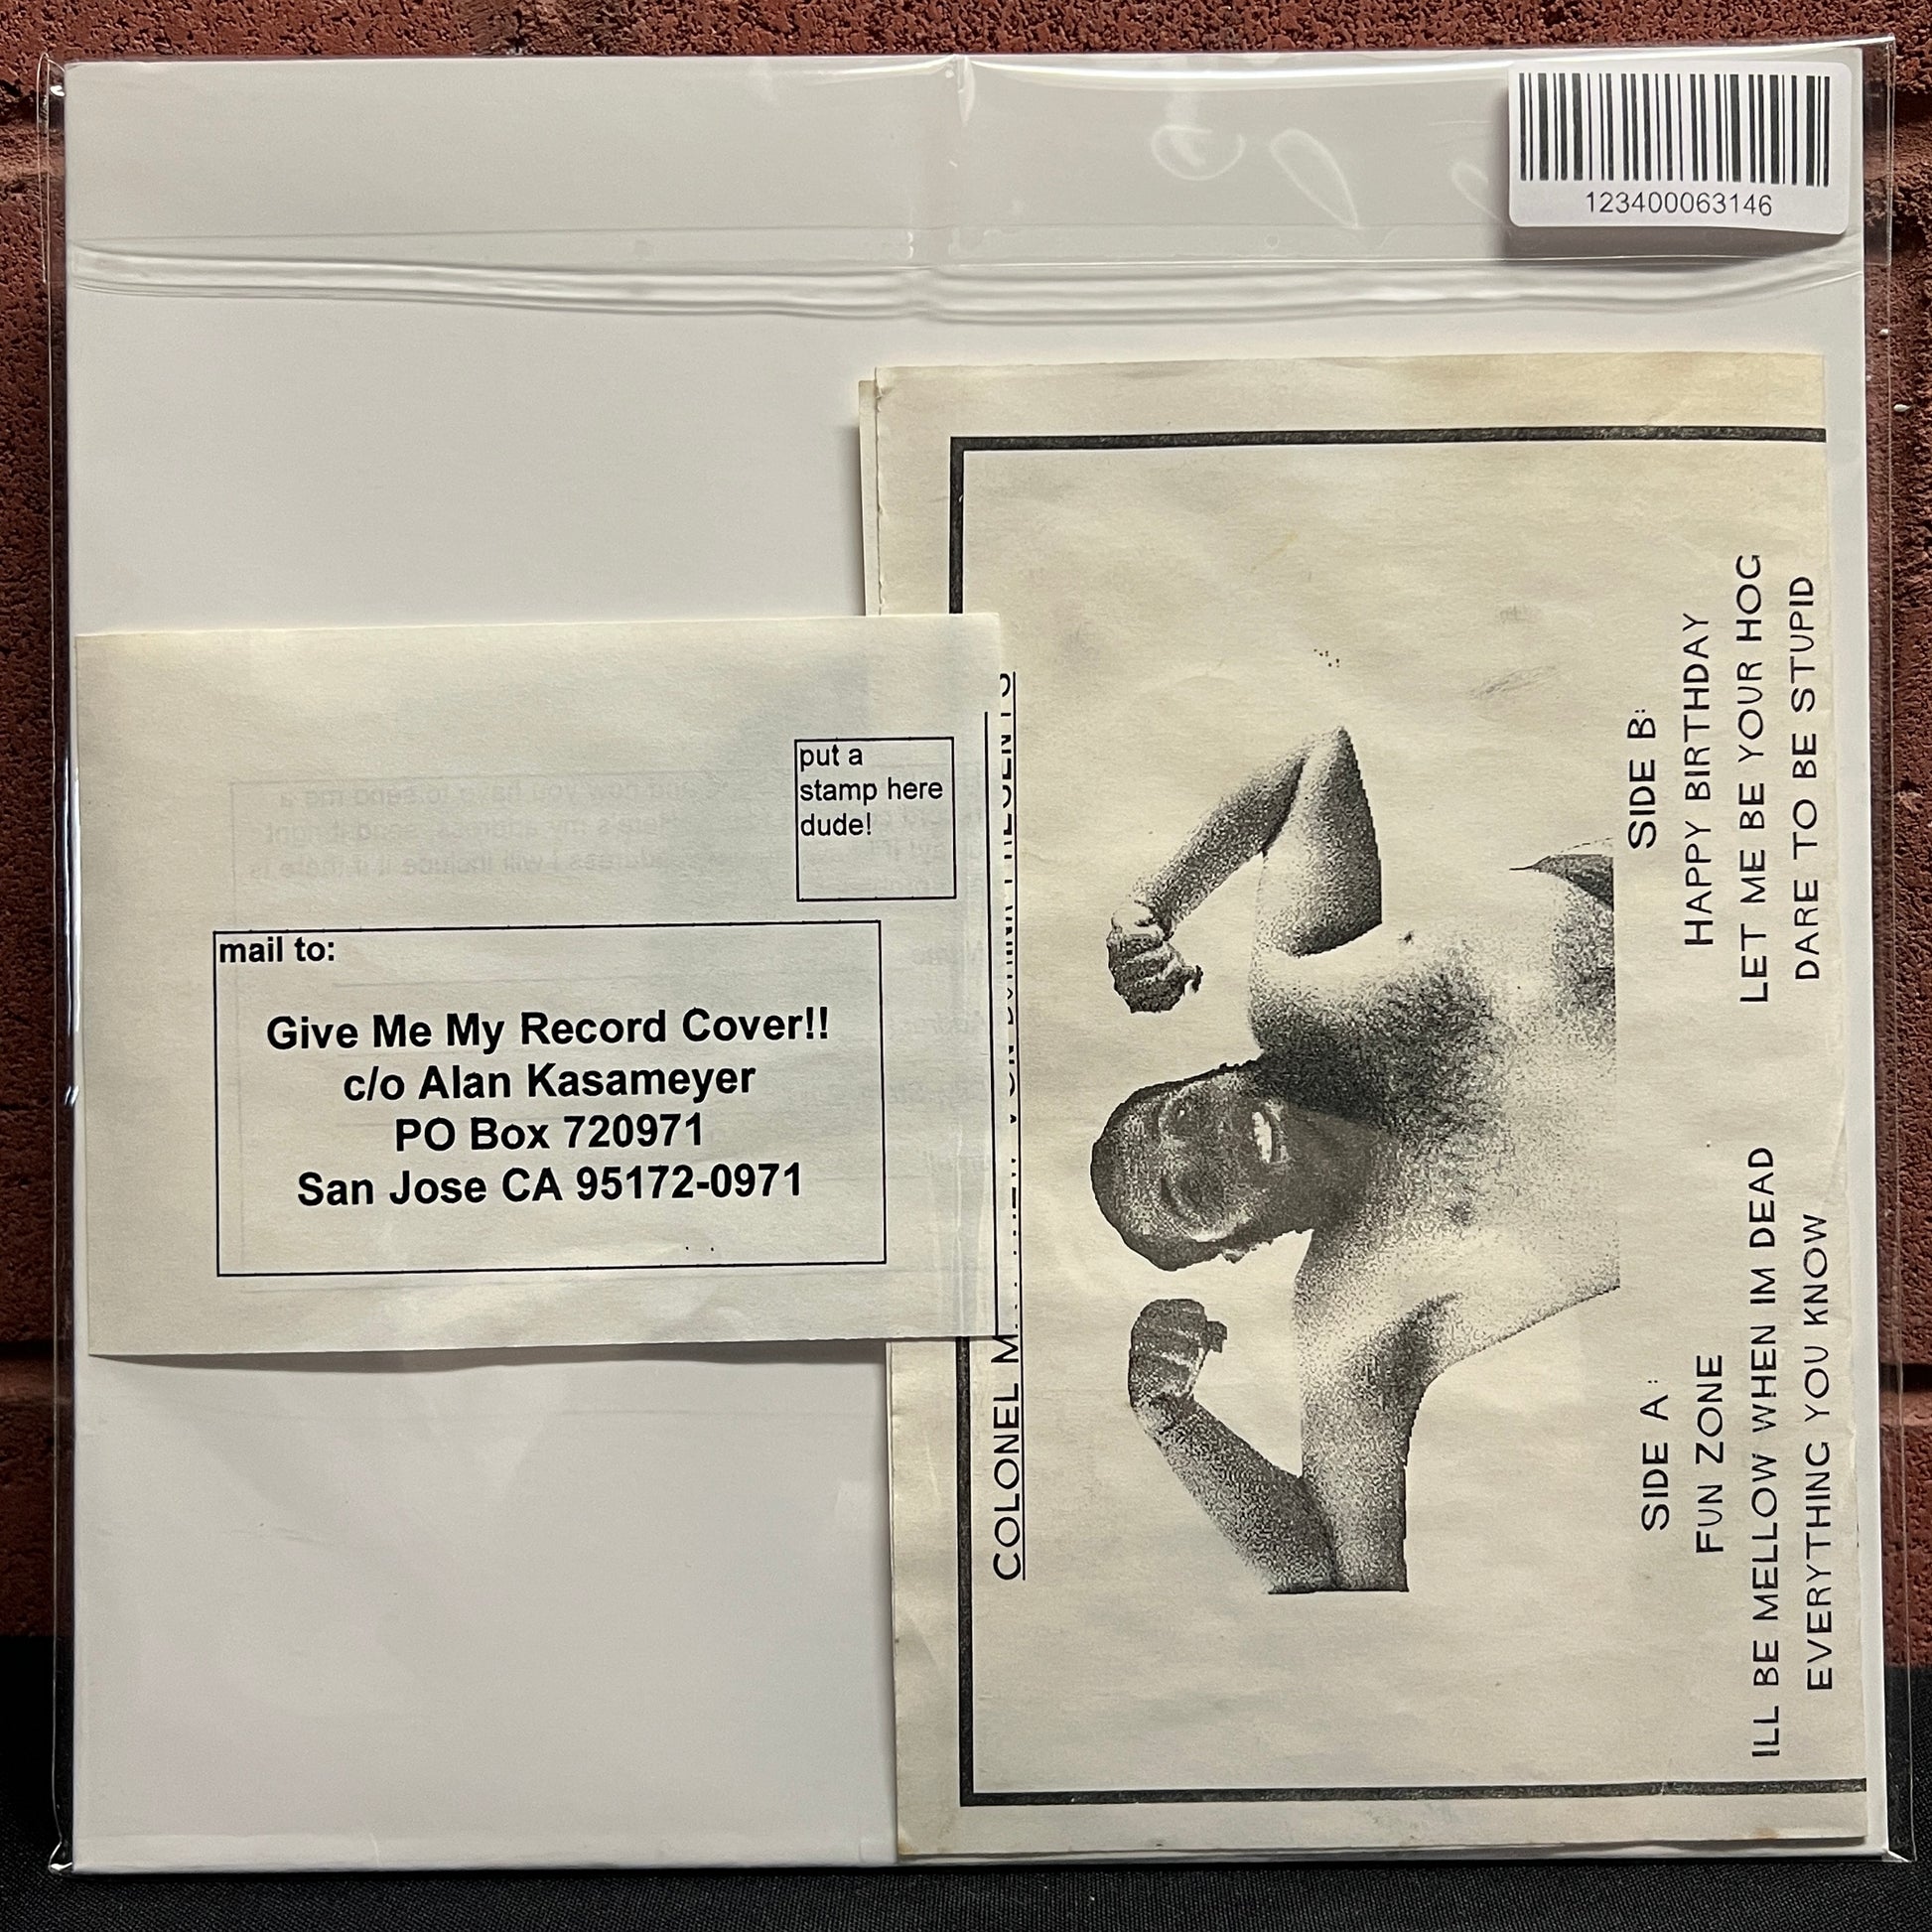 123400063146
put a
stamp here
dude!
mail to:
Give Me My Record Cover!!
c/o Alan Kasameyer
PO Box 720971
San Jose CA 95172-0971
COLONEL
SIDE A:
FUN ZONE
ILL BE MELLOW WHEN IM DEAD
EVERYTHING YOU KNOW
SIDE B:
HAPPY BIRTHDAY
LET ME BE YOUR HOG
DARE TO BE STUPID